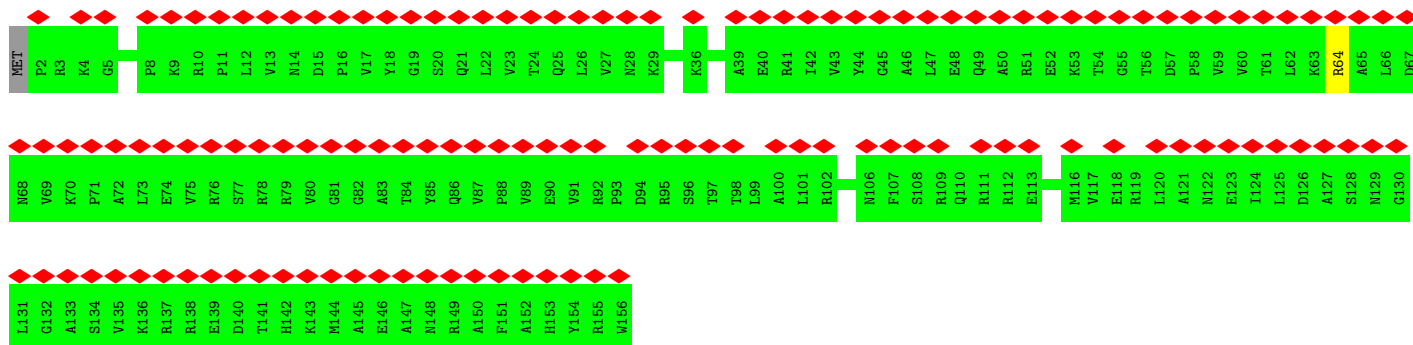 MET P2 R3 K4 G5 P8 K9 R10 P11 L12 V13 N14 D15 P16 V17 Y18 G19 S20 Q21 L22 V23 T24 Q25 L26 V27 N28 K29 K36 A39 E40 R41 I42 V43 Y44 G45 A46 L47 E48 Q49 A50 R51 E52 K53 T54 G55 T56 D57 P58 V59 V60 T61 L62 K63 R64 A65 L66 D67
N68 V69 K70 P71 A72 L73 E74 V75 R76 S77 R78 R79 V80 G81 G82 A83 T84 Y85 Q86 V87 P88 V89 E90 V91 R92 P93 D94 R95 S96 T97 T98 L99 A100 L101 R102 N106 F107 S108 R109 Q110 R111 R112 E113 M116 V117 E118 R119 L120 A121 N122 E123 I124 L125 D126 A127 S128 N129 G130
L131 G132 A133 S134 V135 K136 R137 R138 E139 D140 T141 H142 K143 M144 A145 E146 A147 N148 R149 A150 F151 A152 H153 Y154 R155 W156